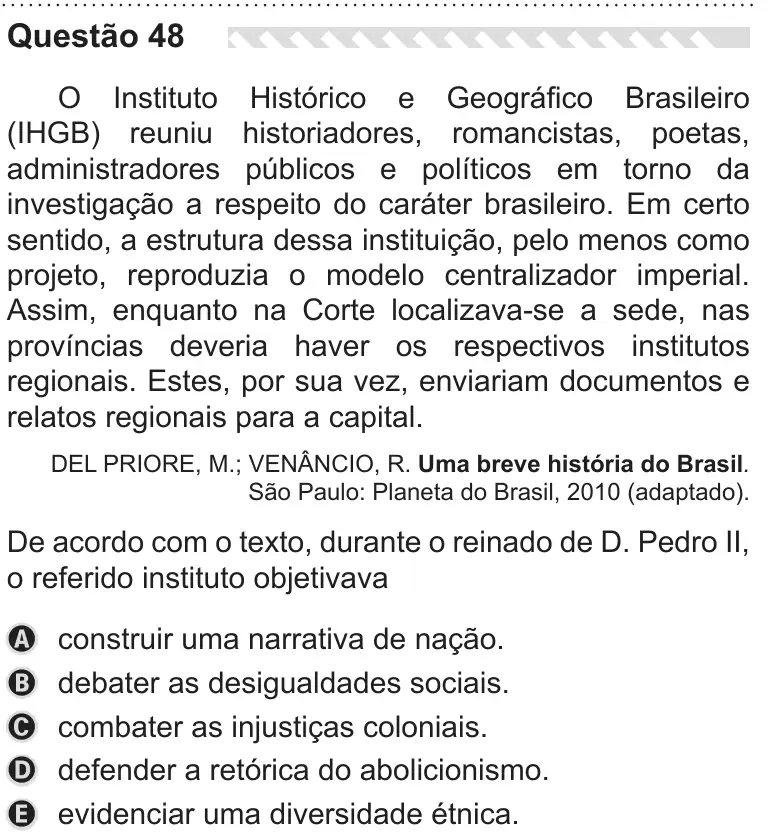 Questão 48
O Instituto Histórico e Geográfico Brasileiro
(IHGB) reuniu historiadores, romancistas, poetas,
administradores públicos e políticos em torno da
investigação a respeito do caráter brasileiro. Em certo
sentido, a estrutura dessa instituição, pelo menos como
projeto, reproduzia o modelo centralizador imperial.
Assim, enquanto na Corte localizava-se a sede, nas
províncias deveria haver os respectivos institutos
regionais. Estes, por sua vez, enviariam documentos e
relatos regionais para a capital.
DEL PRIORE, M.; VENÂNCIO, R. Uma breve história do Brasil.
São Paulo: Planeta do Brasil, 2010 (adaptado).
De acordo com o texto, durante o reinado de D. Pedro II,
o referido instituto objetivava
A construir uma narrativa de nação.
B debater as desigualdades sociais.
C combater as injustiças coloniais.
D defender a retórica do abolicionismo.
E evidenciar uma diversidade étnica.